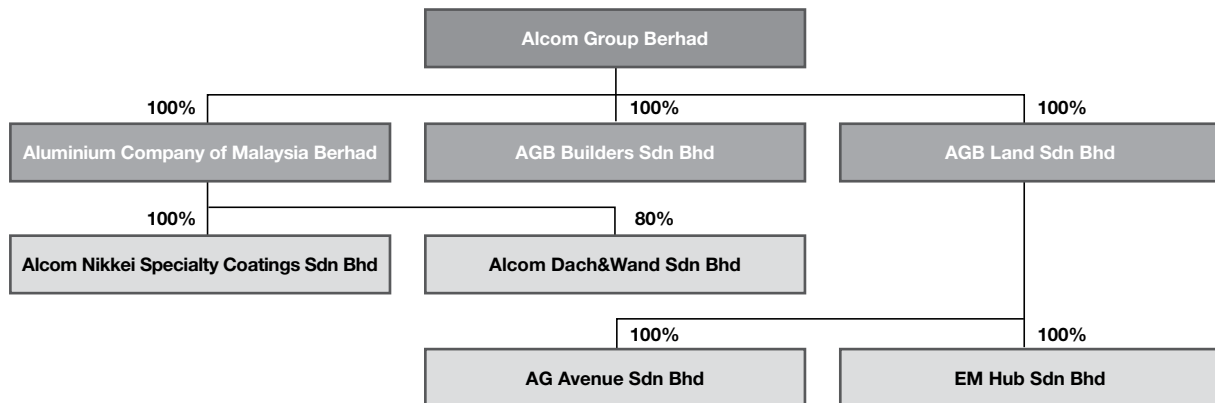 Alcom Group Berhad
100%
100%
100%
Aluminium Company of Malaysia Berhad
AGB Builders Sdn Bhd
AGB Land Sdn Bhd
100%
80%
Alcom Nikkei Specialty Coatings Sdn Bhd
Alcom Dach&Wand Sdn Bhd
100%
100%
AG Avenue Sdn Bhd
EM Hub Sdn Bhd